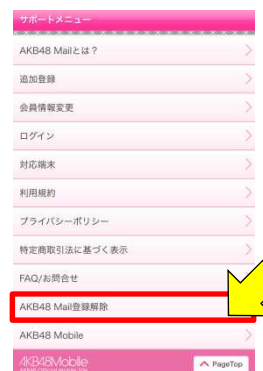 サポートメニュー
AKB48 Mailとは？
追加登録
会員情報変更
ログイン
対応端末
利用規約
プライバシーポリシー
特定商取引法に基づく表示
FAQ/お問合せ
AKB48 Mail登録解除
AKB48 Mobile
AKB48Mobile
AKB48 Official Mobile Site
PageTop